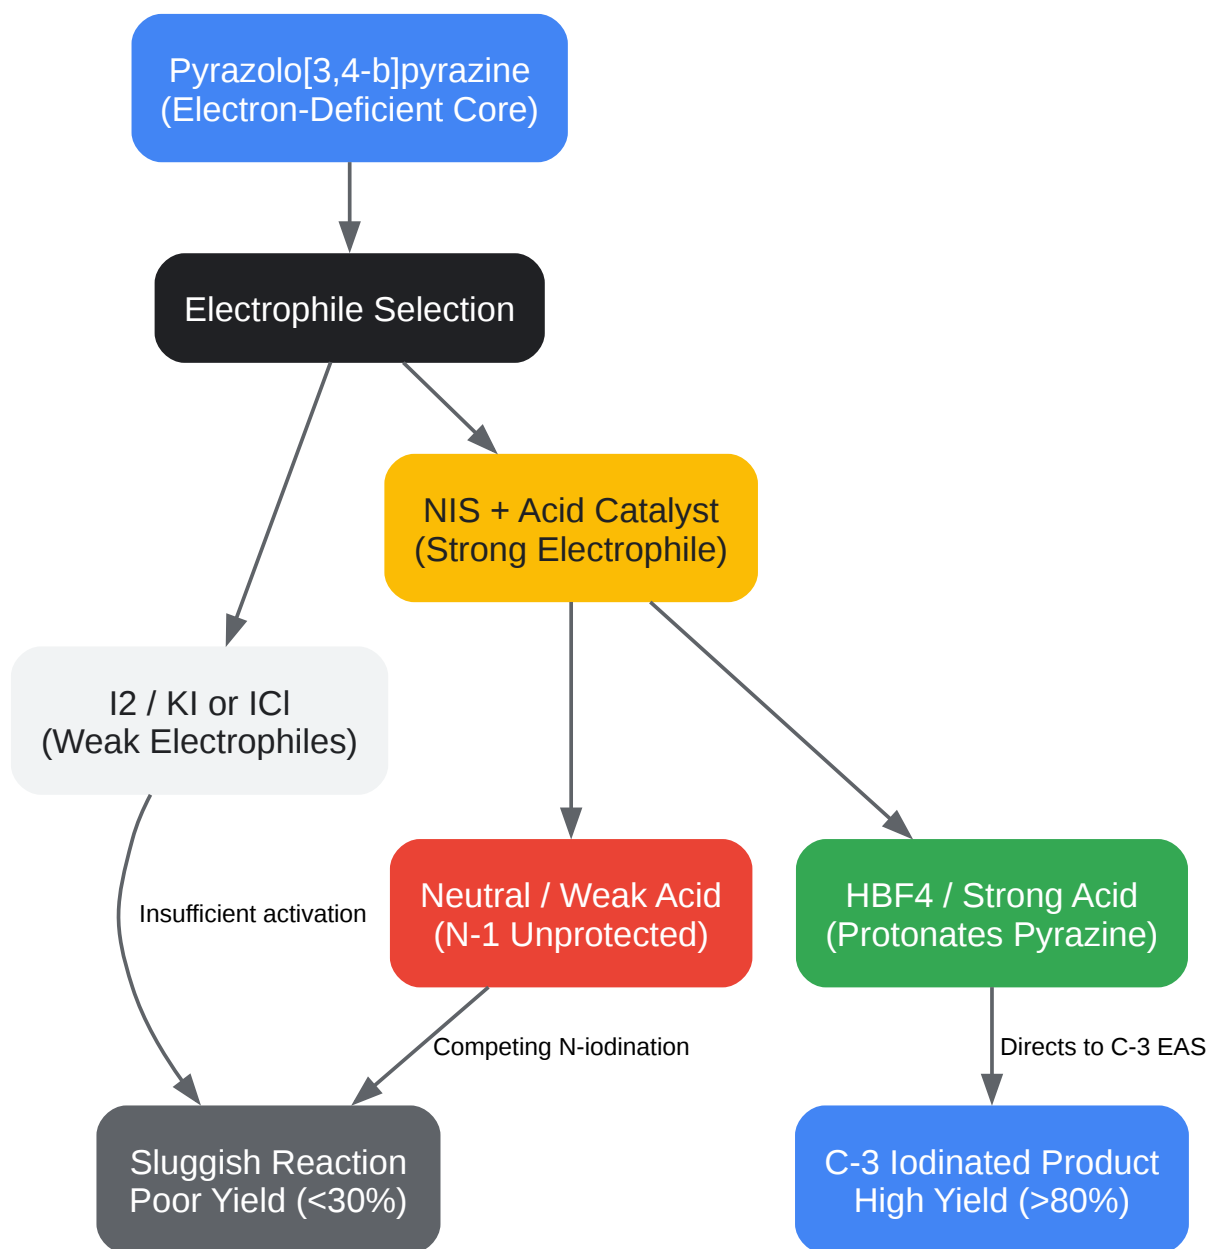 Pyrazolo[3,4-b]pyrazine
(Electron-Deficient Core)
Electrophile Selection
NIS + Acid Catalyst
(Strong Electrophile)
I2 / KI or ICl
(Weak Electrophiles)
Neutral / Weak Acid
(N-1 Unprotected)
HBF4 / Strong Acid
(Protonates Pyrazine)
Insufficient activation
Competing N-iodination
Directs to C-3 EAS
Sluggish Reaction
Poor Yield (<30%)
C-3 Iodinated Product
High Yield (>80%)